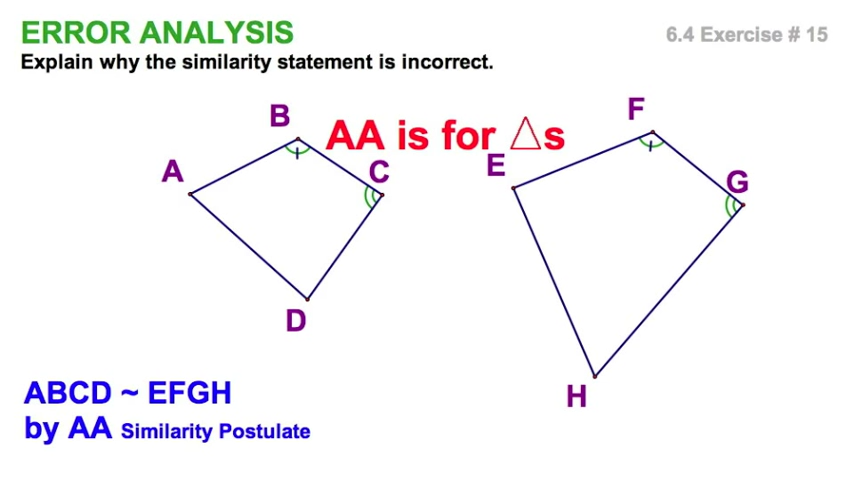 ERROR ANALYSIS
6.4 Exercise # 15
Explain why the similarity statement is incorrect.
AA is for △s
A
B
C
D
E
F
G
H
ABCD ~ EFGH
by AA Similarity Postulate